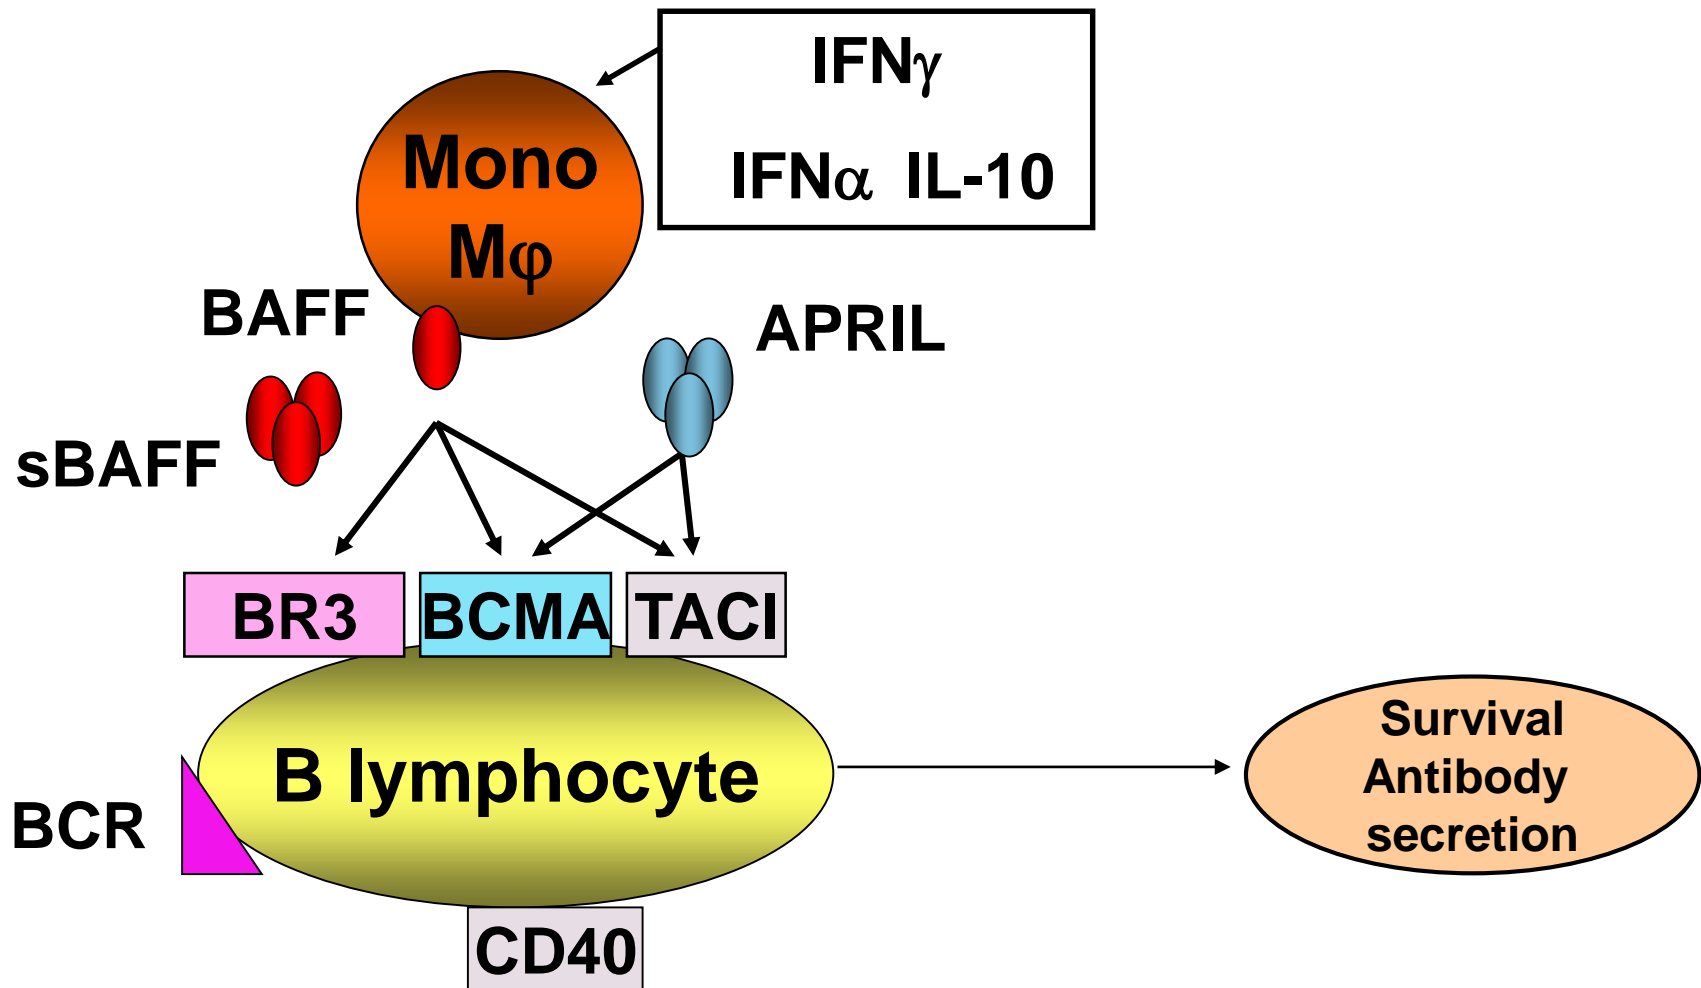 IFNγ
IFNα IL-10
Mono
Mφ
BAFF
APRIL
sBAFF
BR3
BCMA
TACI
B lymphocyte
BCR
CD40
Survival
Antibody
secretion